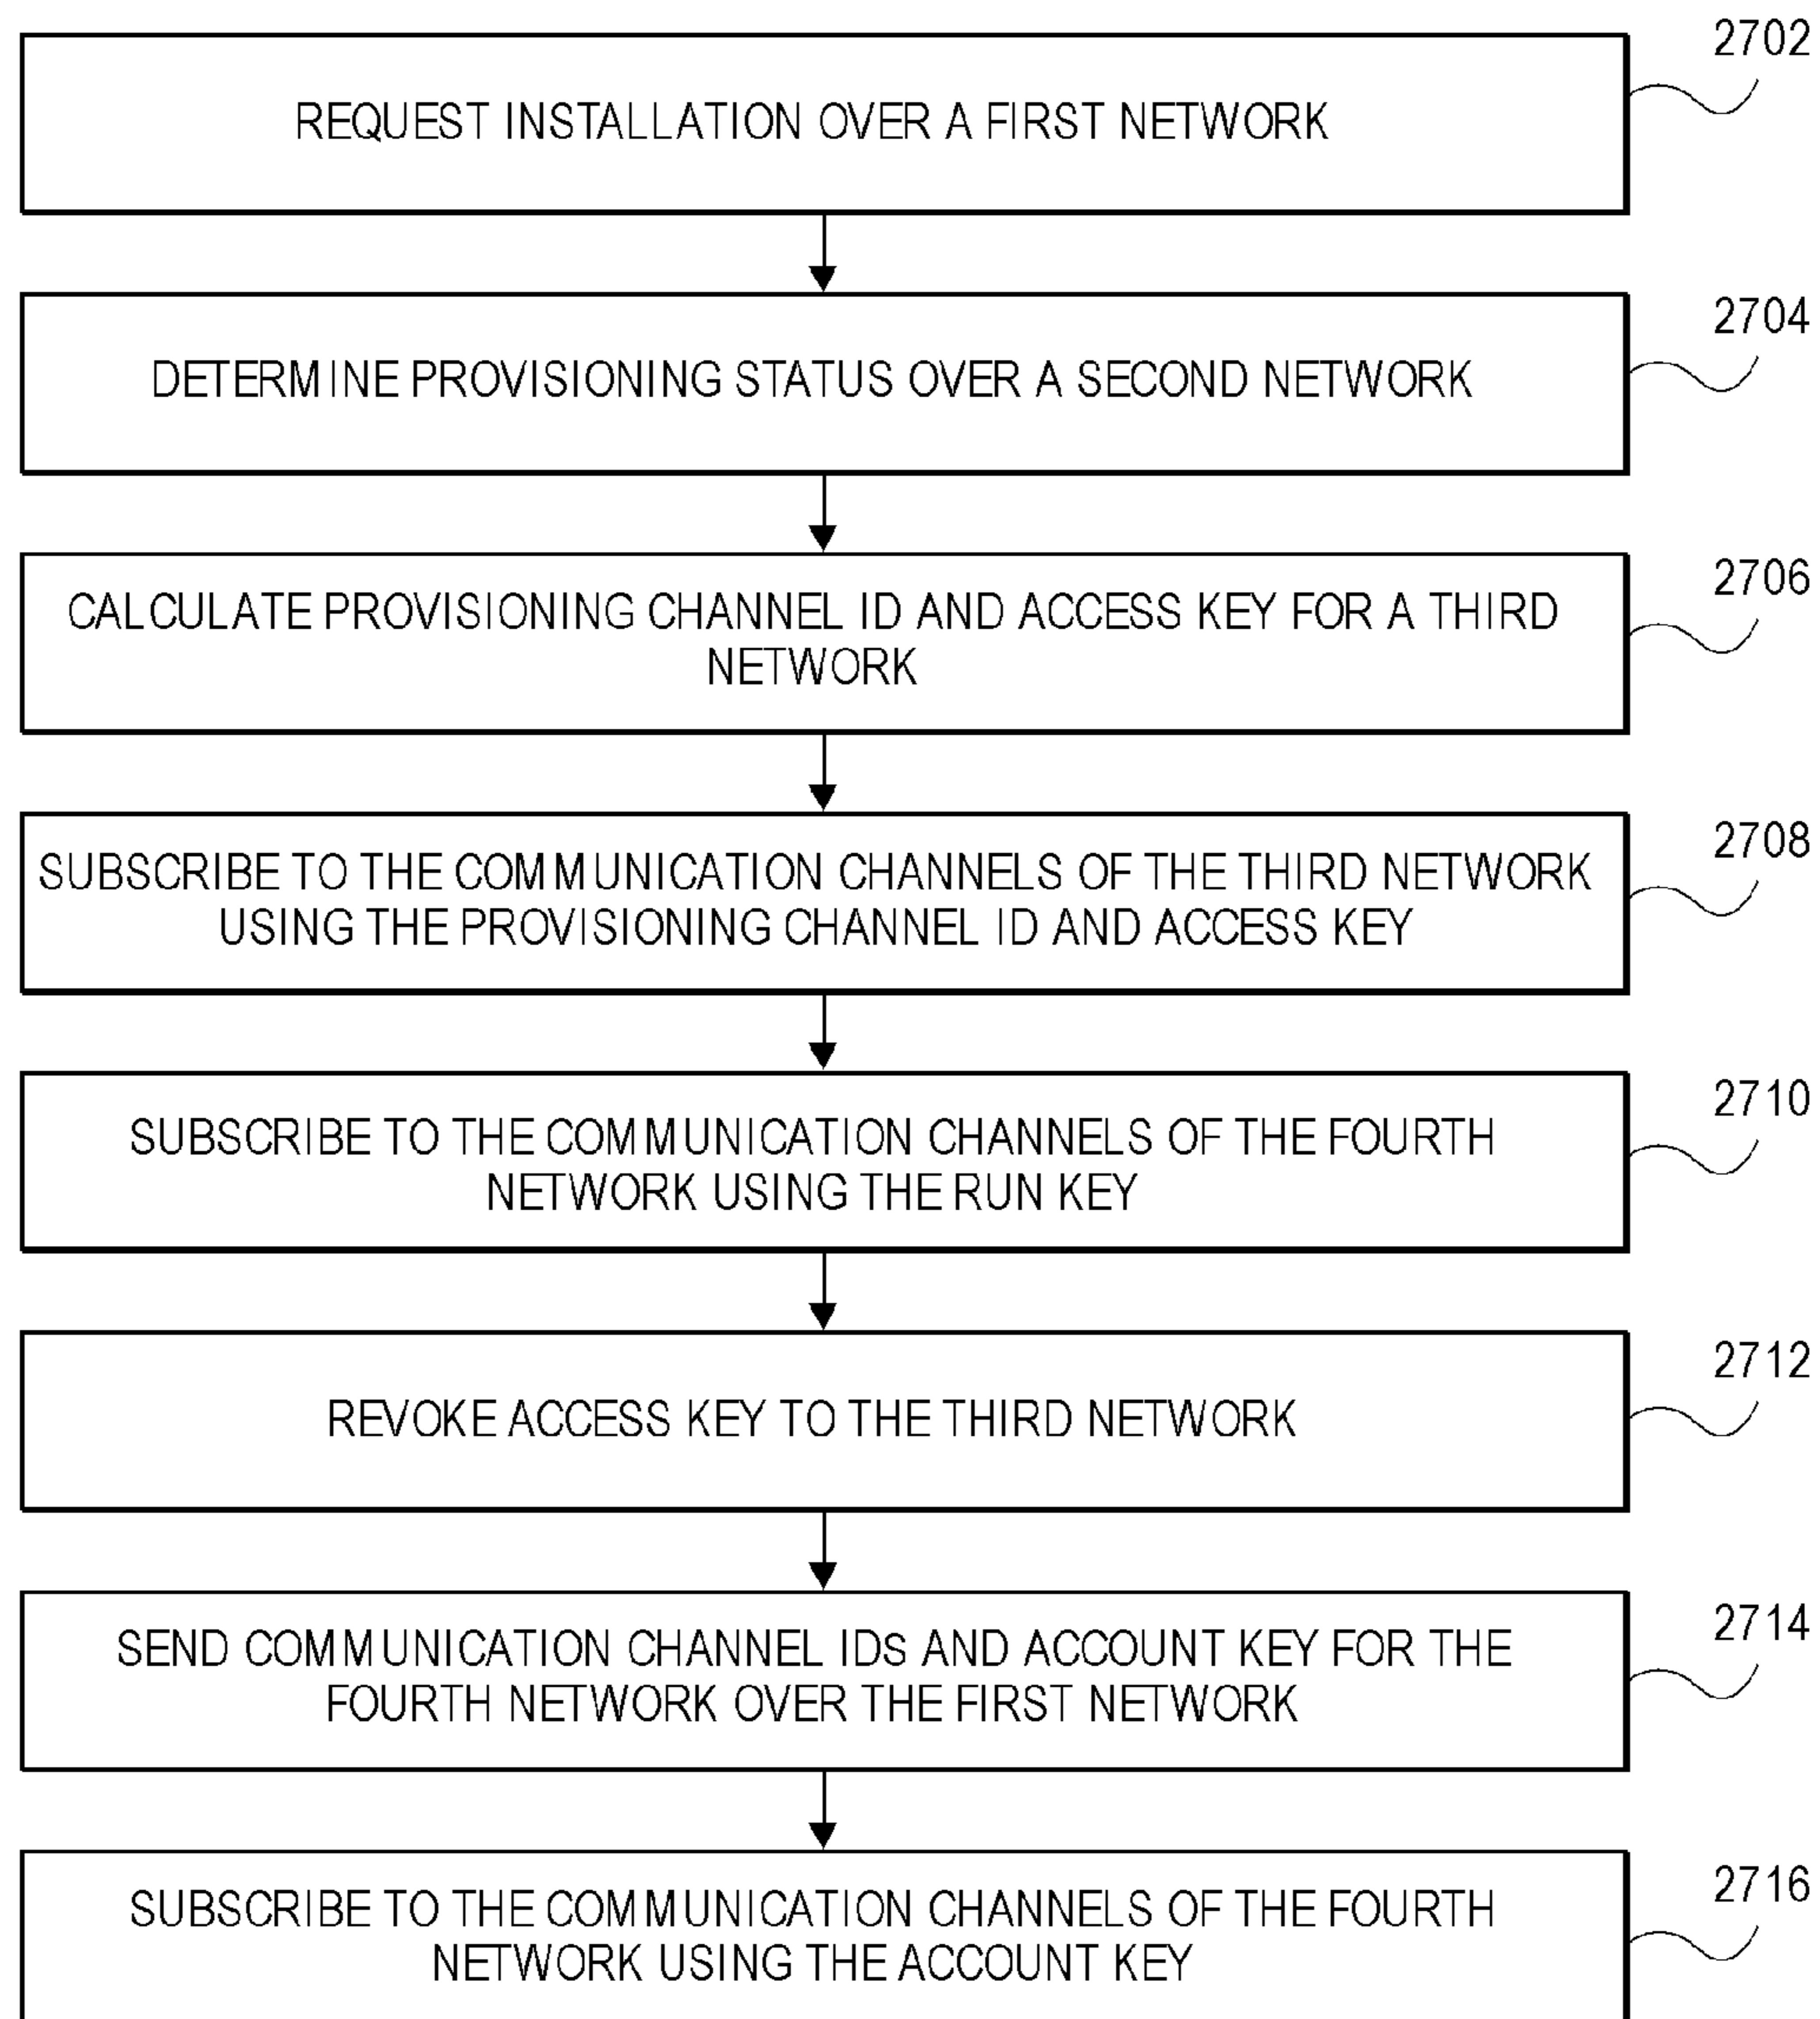 2702
REQUEST INSTALLATION OVER A FIRST NETWORK
2704
DETERMINE PROVISIONING STATUS OVER A SECOND NETWORK
2706
CALCULATE PROVISIONING CHANNEL ID AND ACCESS KEY FOR A THIRD
NETWORK
2708
SUBSCRIBE TO THE COMMUNICATION CHANNELS OF THE THIRD NETWORK
USING THE PROVISIONING CHANNEL ID AND ACCESS KEY
2710
SUBSCRIBE TO THE COMMUNICATION CHANNELS OF THE FOURTH
NETWORK USING THE RUN KEY
2712
REVOKE ACCESS KEY TO THE THIRD NETWORK
2714
SEND COMMUNICATION CHANNEL IDs AND ACCOUNT KEY FOR THE
FOURTH NETWORK OVER THE FIRST NETWORK
2716
SUBSCRIBE TO THE COMMUNICATION CHANNELS OF THE FOURTH
NETWORK USING THE ACCOUNT KEY